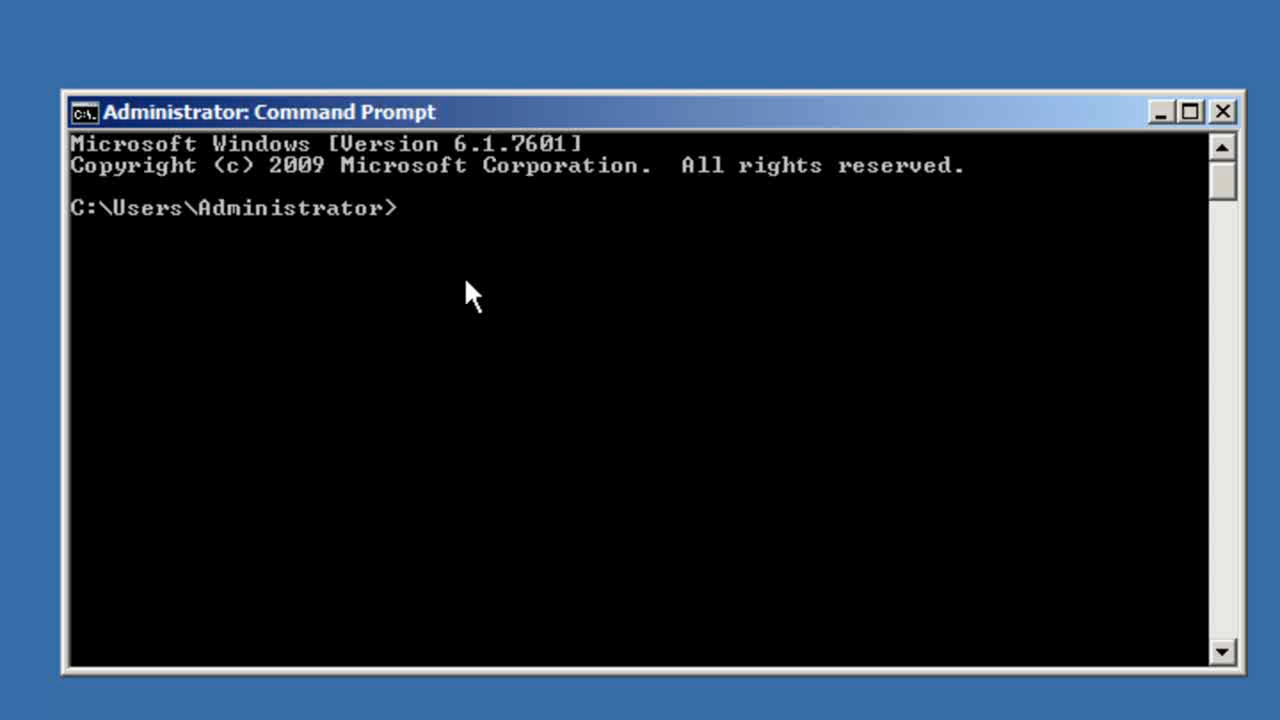 Administrator: Command Prompt
Microsoft Windows [Version 6.1.7601]
Copyright (c) 2009 Microsoft Corporation.  All rights reserved.
C:\Users\Administrator>